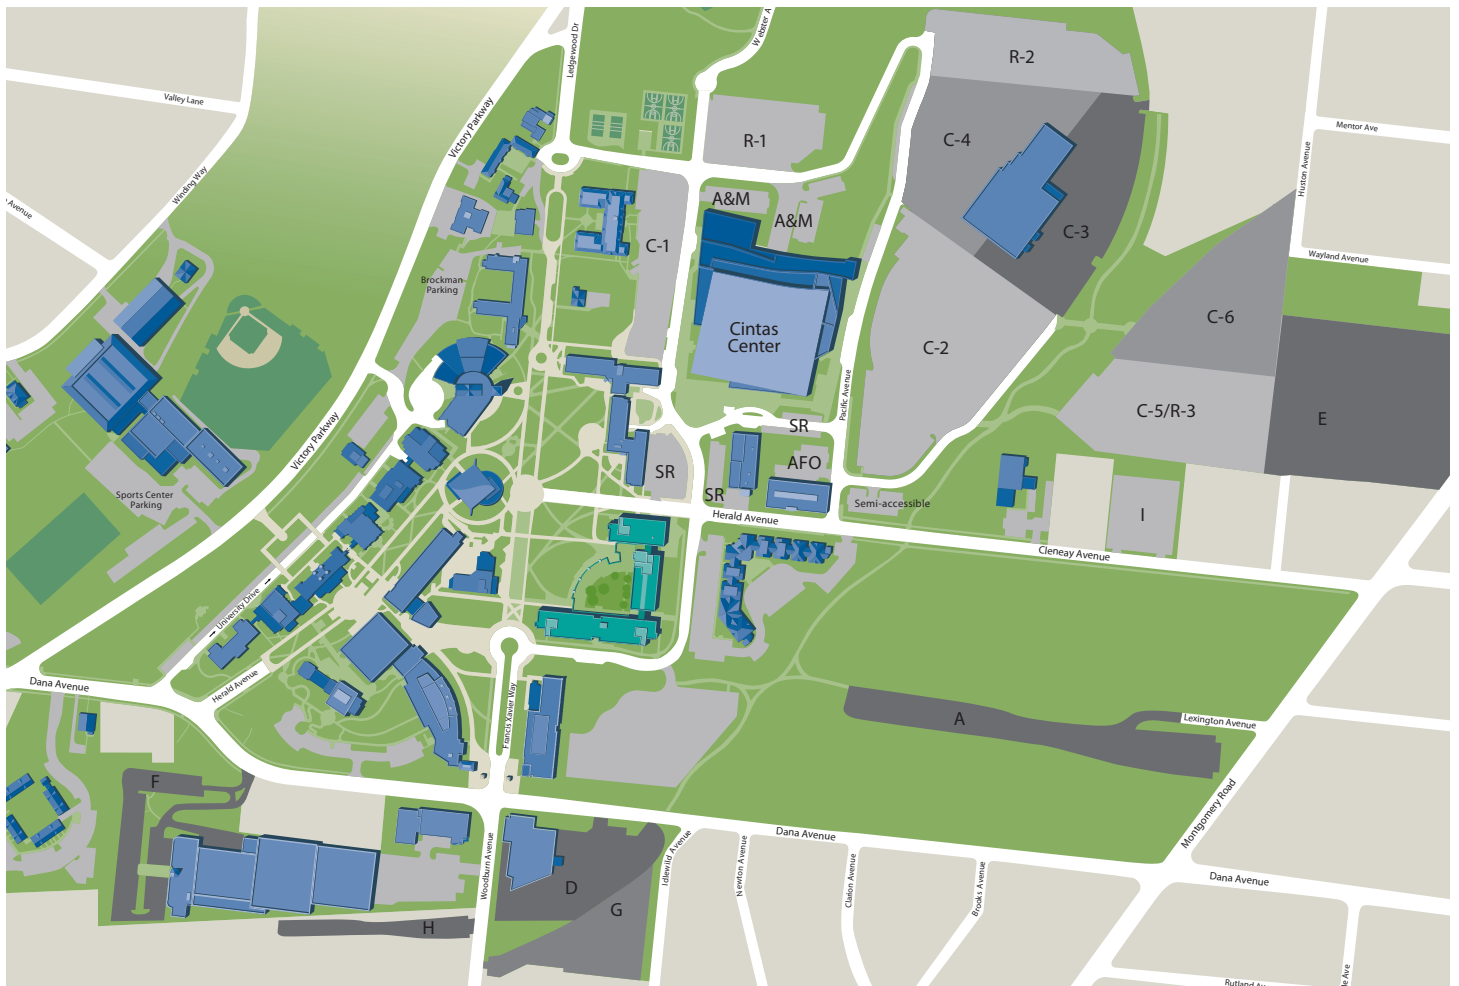 Ledgewood Dr
Webster A
R-2
Valley Lane
Victory Parkway
Mentor Ave
R-1
C-4
Winding Way
Huston Avenue
A&M
Avenue
A&M
C-3
C-1
Wayland Avenue
Brockman
Parking
C-6
Cintas
Center
C-2
Pacific Avenue
C-5/R-3
E
Victory Parkway
SR
AFO
SR
SR
Sports Center
Parking
Semi-accessible
Herald Avenue
I
Cleneay Avenue
University Drive
Dana Avenue
Herald Avenue
Francis Xavier Way
A
Lexington Avenue
F
Montgomery Road
Dana Avenue
Woodburn Avenue
Idlewild Avenue
Newton Avenue
Clarion Avenue
Brooks Avenue
Dana Avenue
D
G
H
Rutland A
le Ave